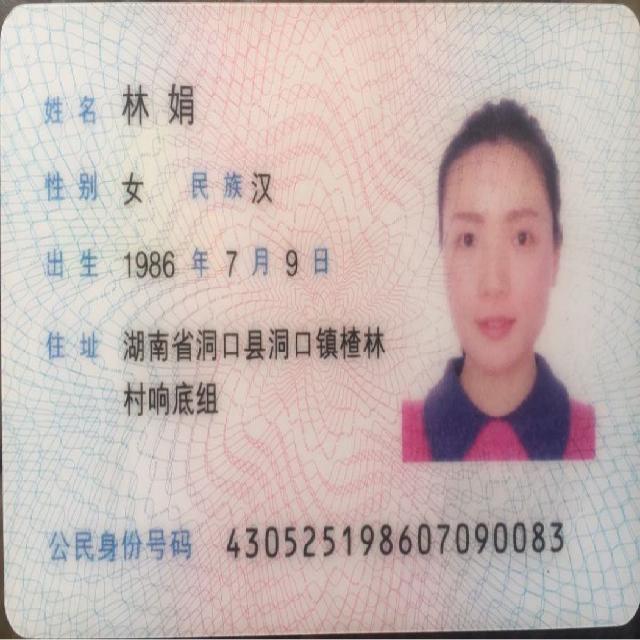 姓名 林娟
性别 女 民族 汉
出生 1986 年 7 月 9 日
住址 湖南省洞口县洞口镇楂林
村响底组
公民身份号码 430525198607090083